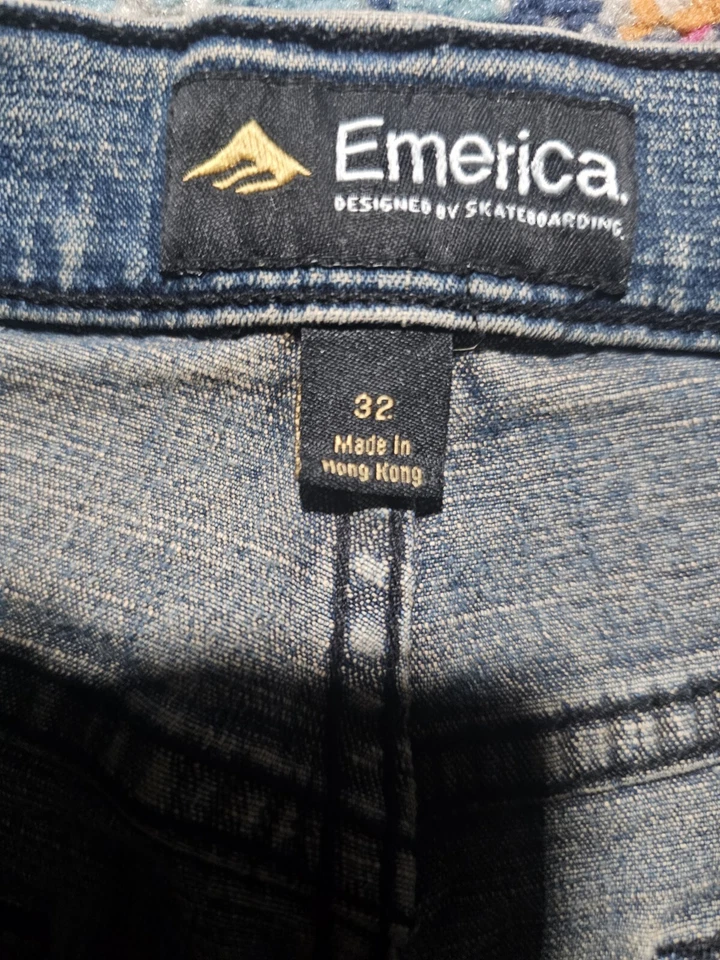 Emerica.
DESIGNED BY SKATEBOARDING.
32
Made In
Hong Kong